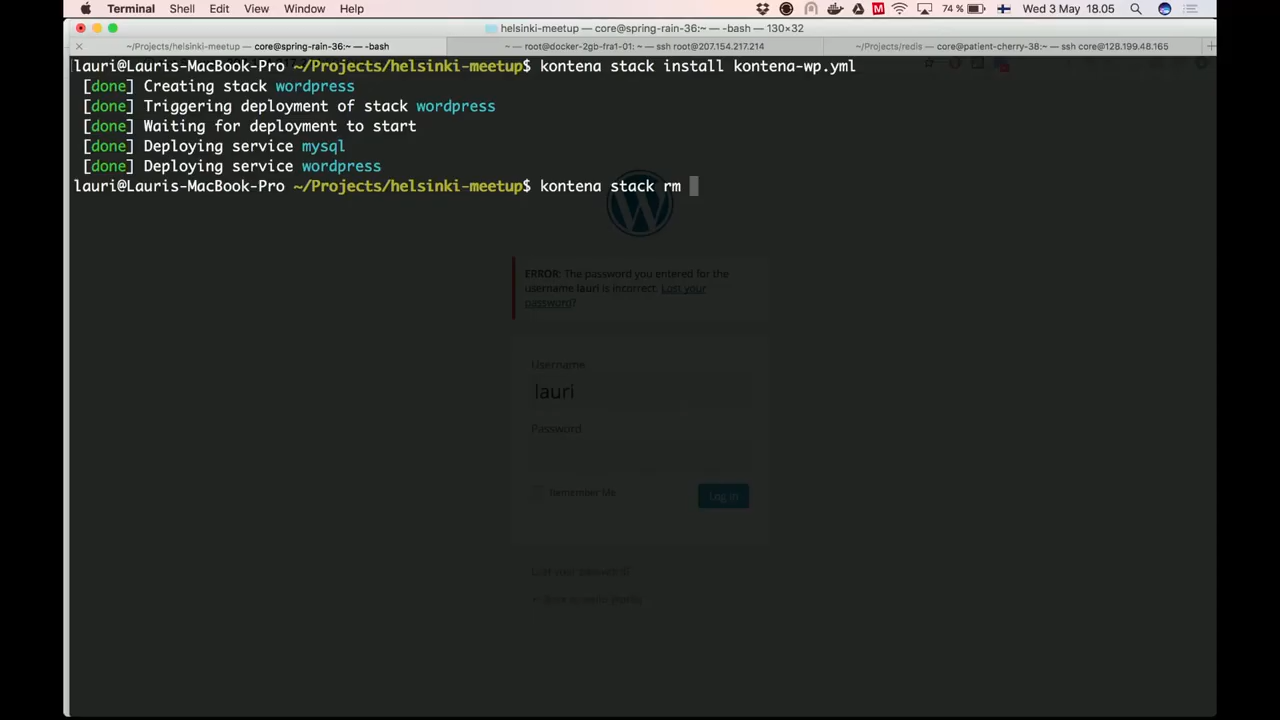 Terminal Shell Edit View Window Help 74 % Wed 3 May 18.05
helsinki-meetup — core@spring-rain-36:~ — -bash — 130×32
~/Projects/helsinki-meetup — core@spring-rain-36:~ — -bash
~ — root@docker-2gb-fra1-01: ~ — ssh root@207.154.217.214
~/Projects/redis — core@patient-cherry-38:~ — ssh core@128.199.48.165
lauri@Lauris-MacBook-Pro ~/Projects/helsinki-meetup$ kontena stack install kontena-wp.yml
[done] Creating stack wordpress
[done] Triggering deployment of stack wordpress
[done] Waiting for deployment to start
[done] Deploying service mysql
[done] Deploying service wordpress
lauri@Lauris-MacBook-Pro ~/Projects/helsinki-meetup$ kontena stack rm
ERROR: The password you entered for the
username lauri is incorrect. Lost your
password?
Username
lauri
Password
Remember Me
Log In
Lost your password?